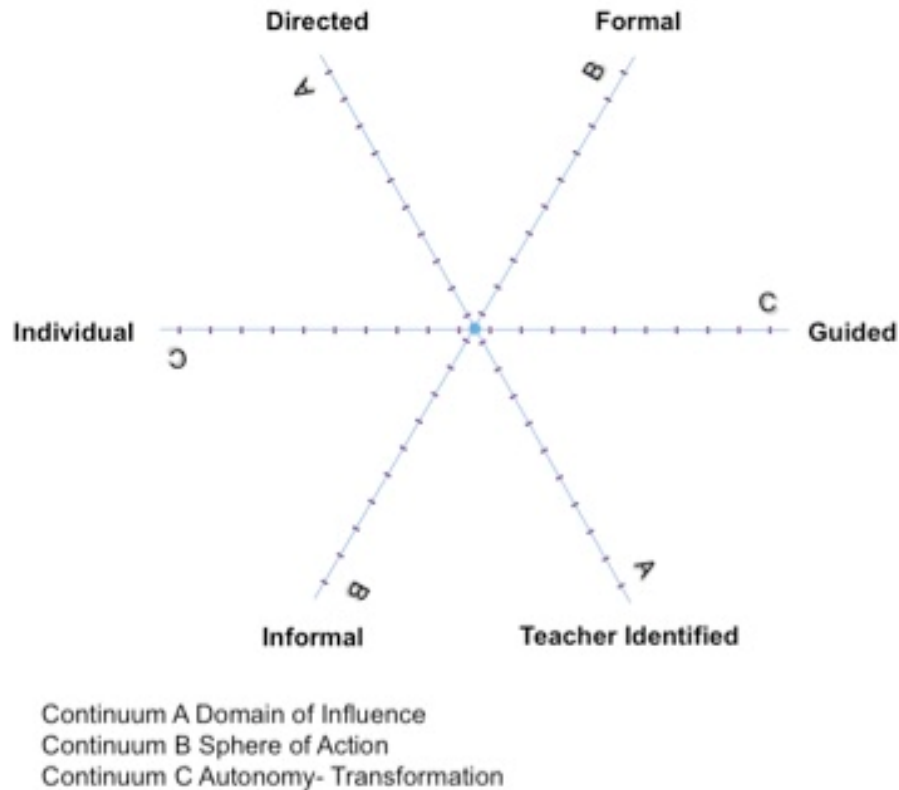 Directed
Formal
A
B
C
Individual
Guided
C
B
A
Informal
Teacher Identified
Continuum A Domain of Influence
Continuum B Sphere of Action
Continuum C Autonomy- Transformation